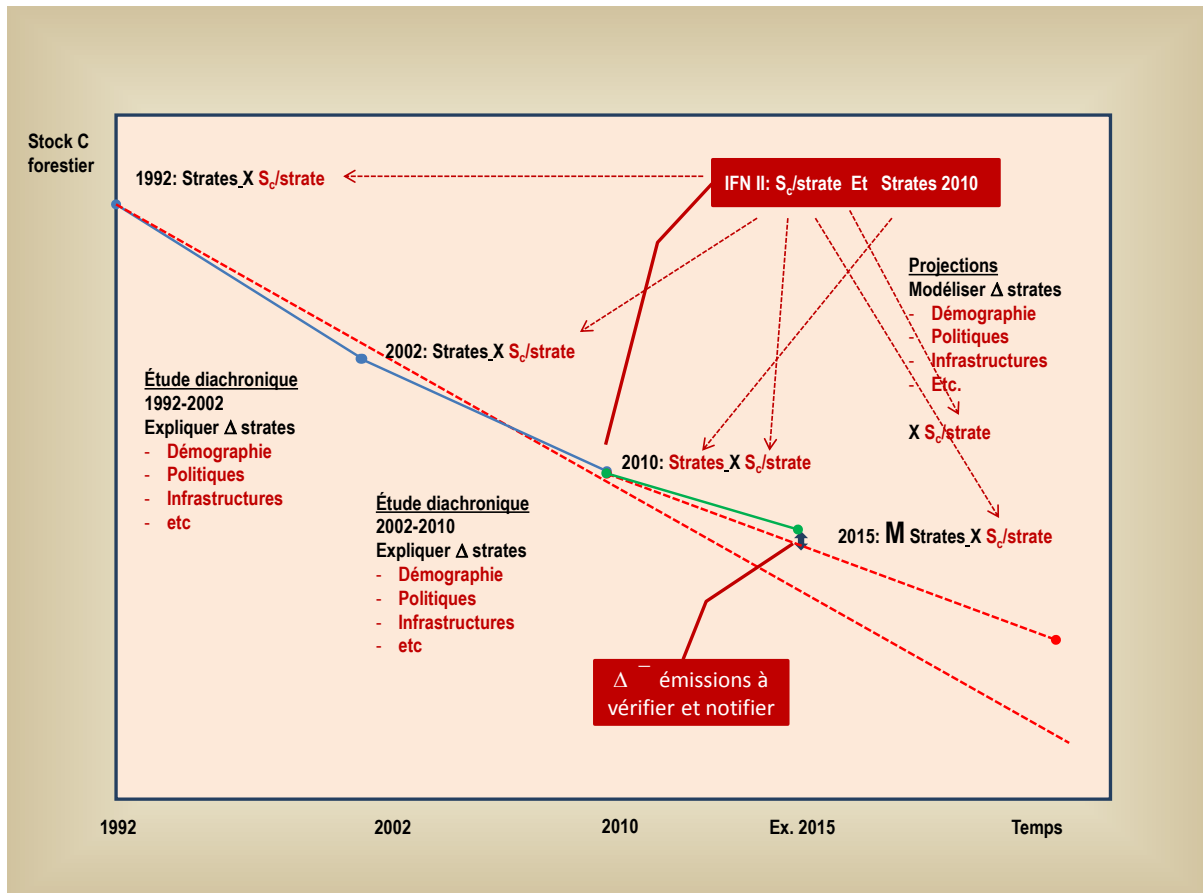 Stock C
forestier
1992: Strates X Sc/strate
IFN II: Sc/strate Et Strates 2010
Projections
Modéliser Δ strates
- Démographie
- Politiques
- Infrastructures
- Etc.
X Sc/strate
2002: Strates X Sc/strate
Étude diachronique
1992-2002
Expliquer Δ strates
- Démographie
- Politiques
- Infrastructures
- etc
2010: Strates X Sc/strate
Étude diachronique
2002-2010
Expliquer Δ strates
- Démographie
- Politiques
- Infrastructures
- etc
2015: M Strates X Sc/strate
Δ ¯ émissions à
vérifier et notifier
1992
2002
2010
Ex. 2015
Temps